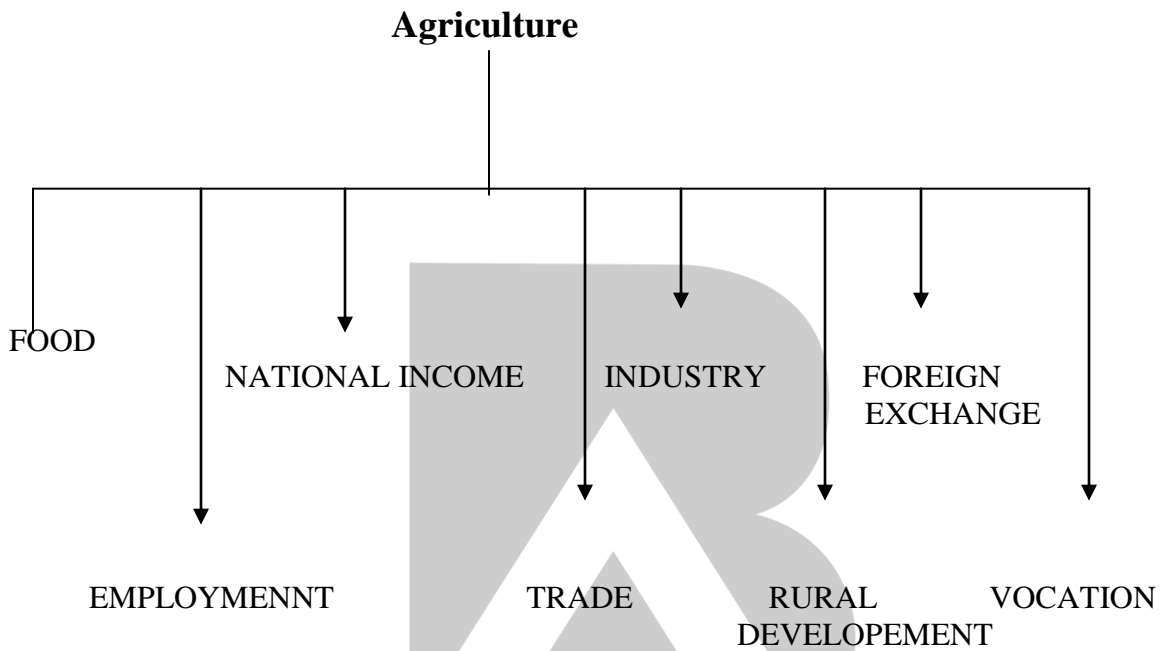 Agriculture
FOOD
NATIONAL INCOME
INDUSTRY
FOREIGN
EXCHANGE
EMPLOYMENNT
TRADE
RURAL
DEVELOPEMENT
VOCATION